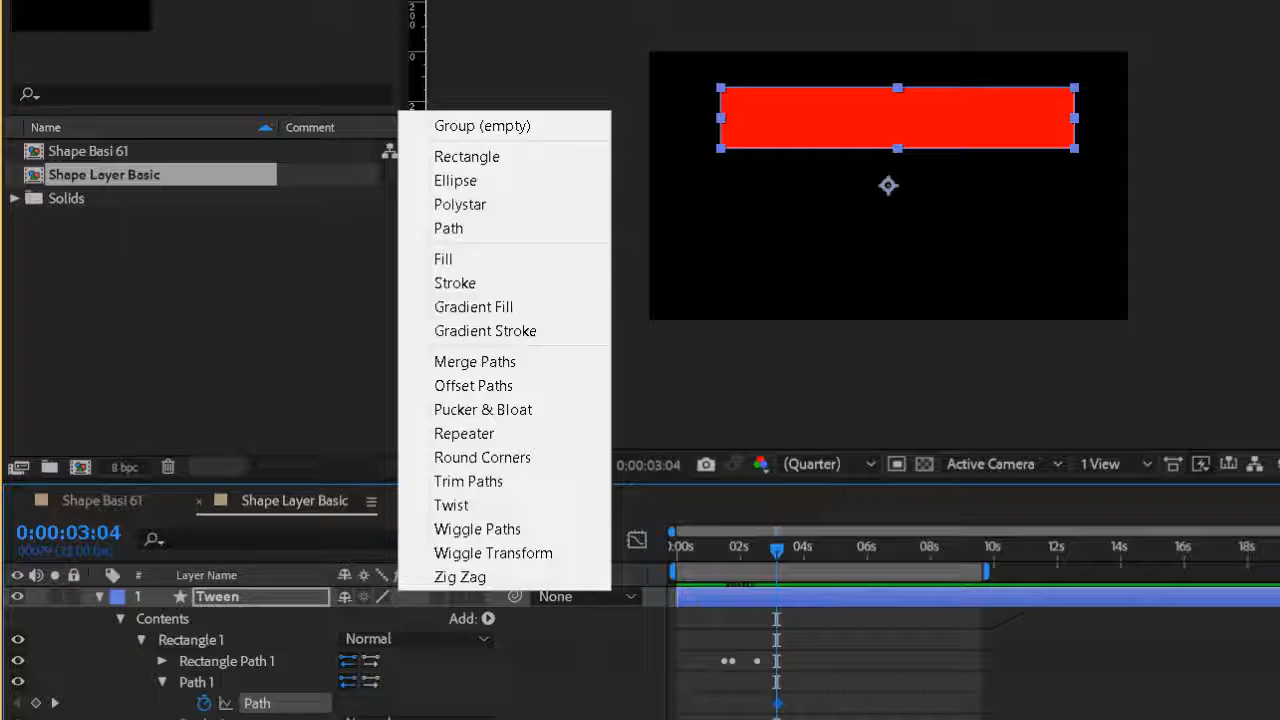 Name
Comment
Shape Basi 61
Shape Layer Basic
Solids
Group (empty)
Rectangle
Ellipse
Polystar
Path
Fill
Stroke
Gradient Fill
Gradient Stroke
Merge Paths
Offset Paths
Pucker & Bloat
Repeater
Round Corners
Trim Paths
Twist
Wiggle Paths
Wiggle Transform
Zig Zag
8 bpc
0:00:03:04
(Quarter)
Active Camera
1 View
Shape Basi 61
Shape Layer Basic
0:00:03:04
00079 (25.00 fps)
:00s 02s 04s 06s 08s 10s 12s 14s 16s 18s
# Layer Name
1 Tween None
Contents Add:
Rectangle 1 Normal
Rectangle Path 1
Path 1
Path